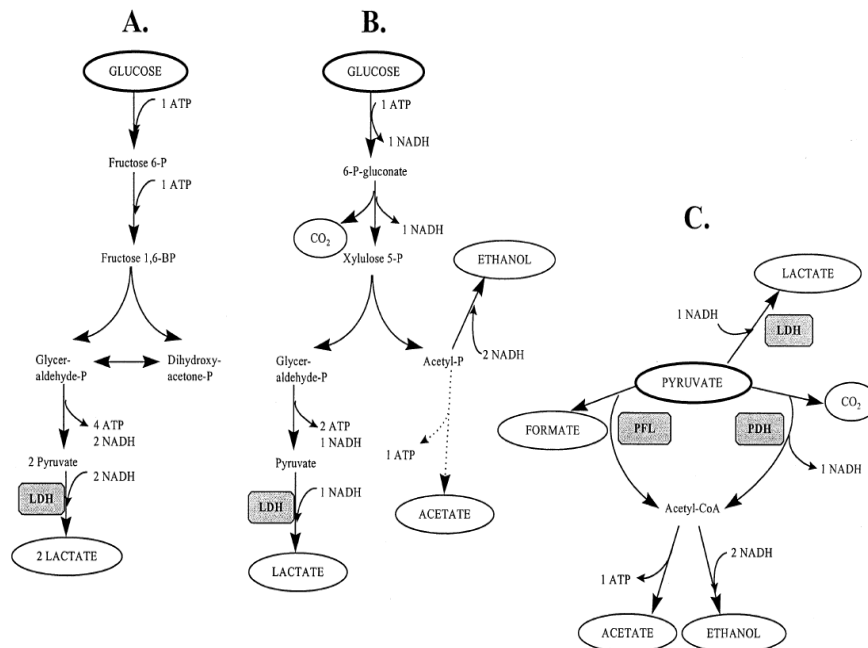 A.
GLUCOSE
1 ATP
Fructose 6-P
1 ATP
Fructose 1,6-BP
Glycer-
aldehyde-P
Dihydroxy-
acetone-P
4 ATP
2 NADH
2 Pyruvate
2 NADH
LDH
2 LACTATE
B.
GLUCOSE
1 ATP
1 NADH
6-P-gluconate
CO₂
1 NADH
Xylulose 5-P
ETHANOL
Glycer-
aldehyde-P
Acetyl-P
2 NADH
2 ATP
1 NADH
1 ATP
Pyruvate
1 NADH
LDH
ACETATE
LACTATE
C.
LACTATE
1 NADH
LDH
PYRUVATE
CO₂
FORMATE
PFL
PDH
1 NADH
Acetyl-CoA
1 ATP
2 NADH
ACETATE
ETHANOL